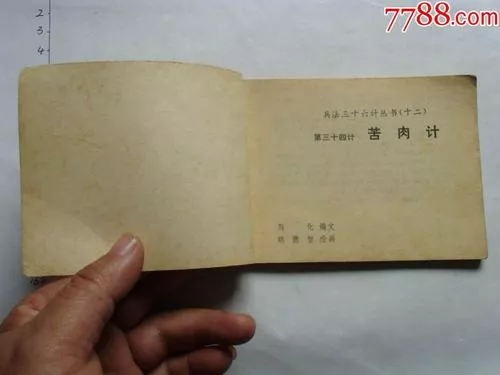 7788.com
2
3
4
兵法三十六计丛书(十二)
第三十四计 苦肉计
化 编文
绘画